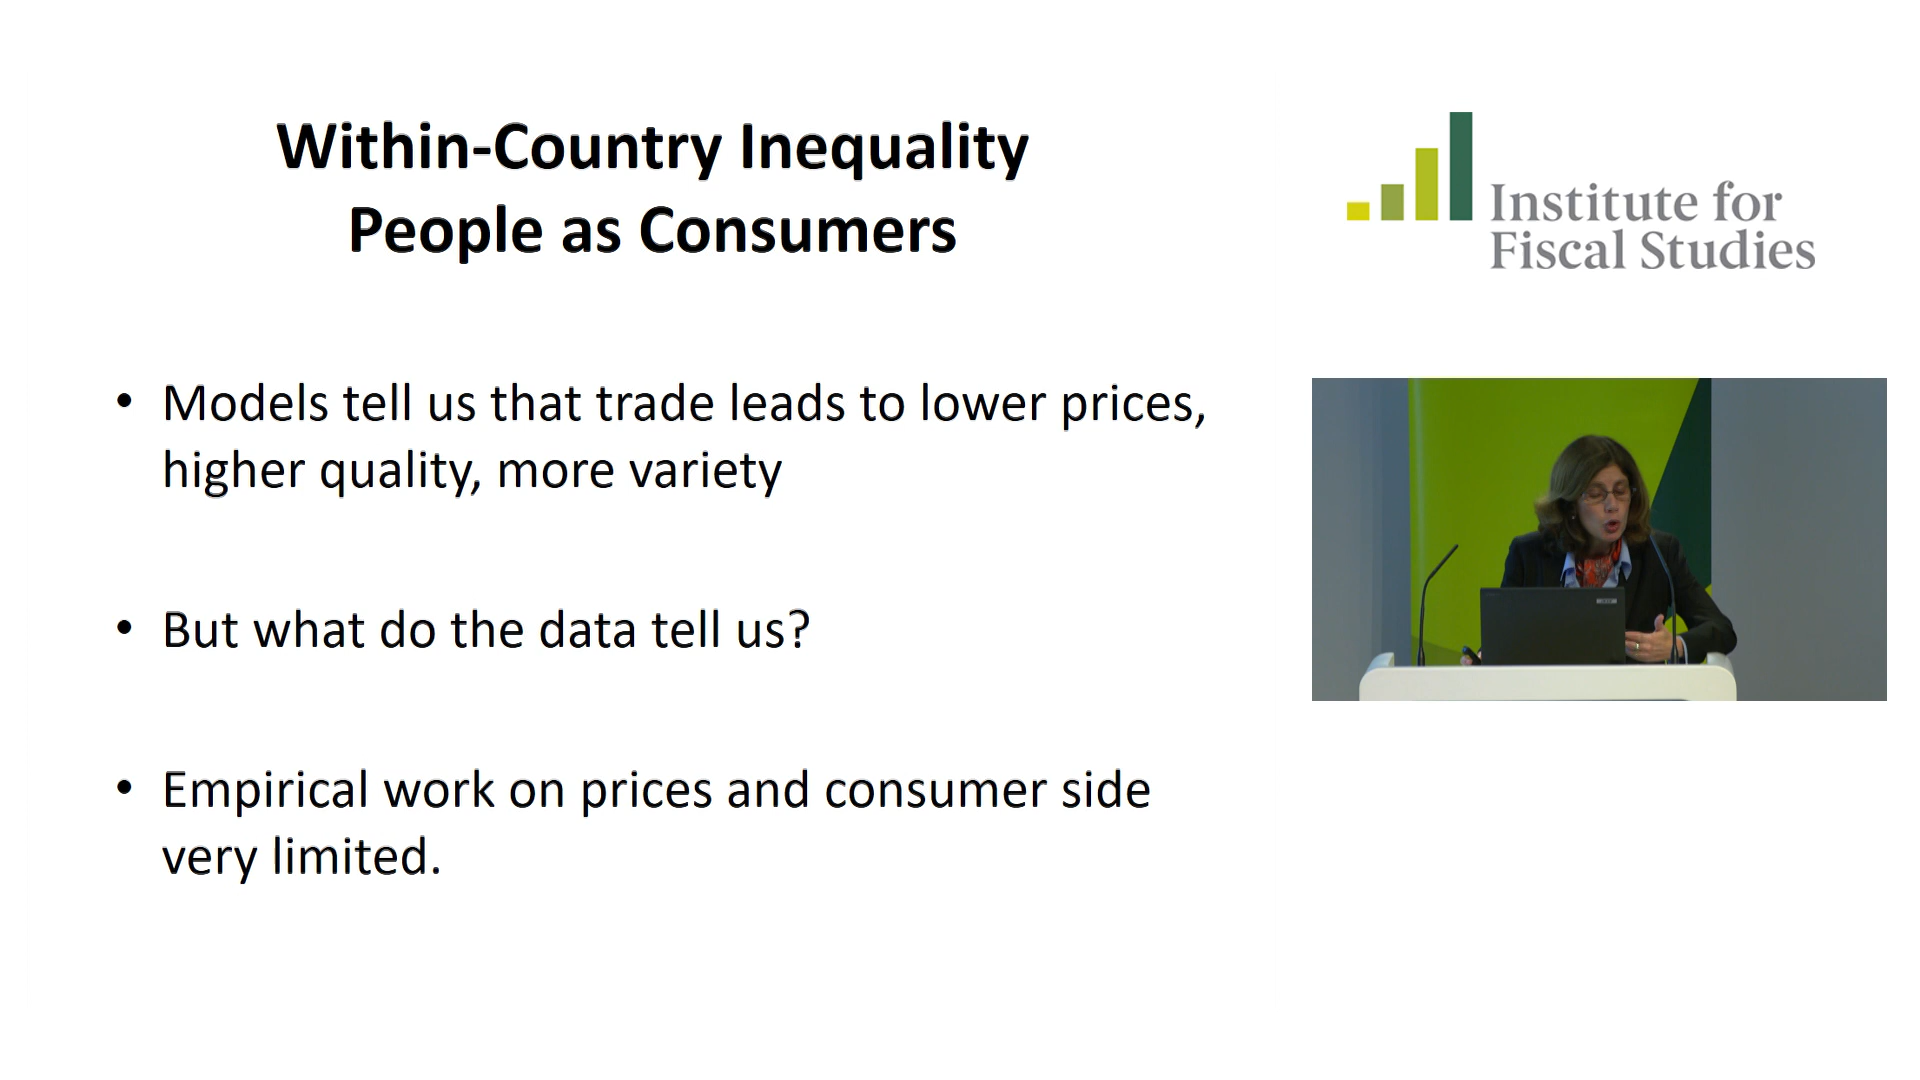 Within-Country Inequality
People as Consumers
Institute for
Fiscal Studies
• Models tell us that trade leads to lower prices,
higher quality, more variety
• But what do the data tell us?
• Empirical work on prices and consumer side
very limited.